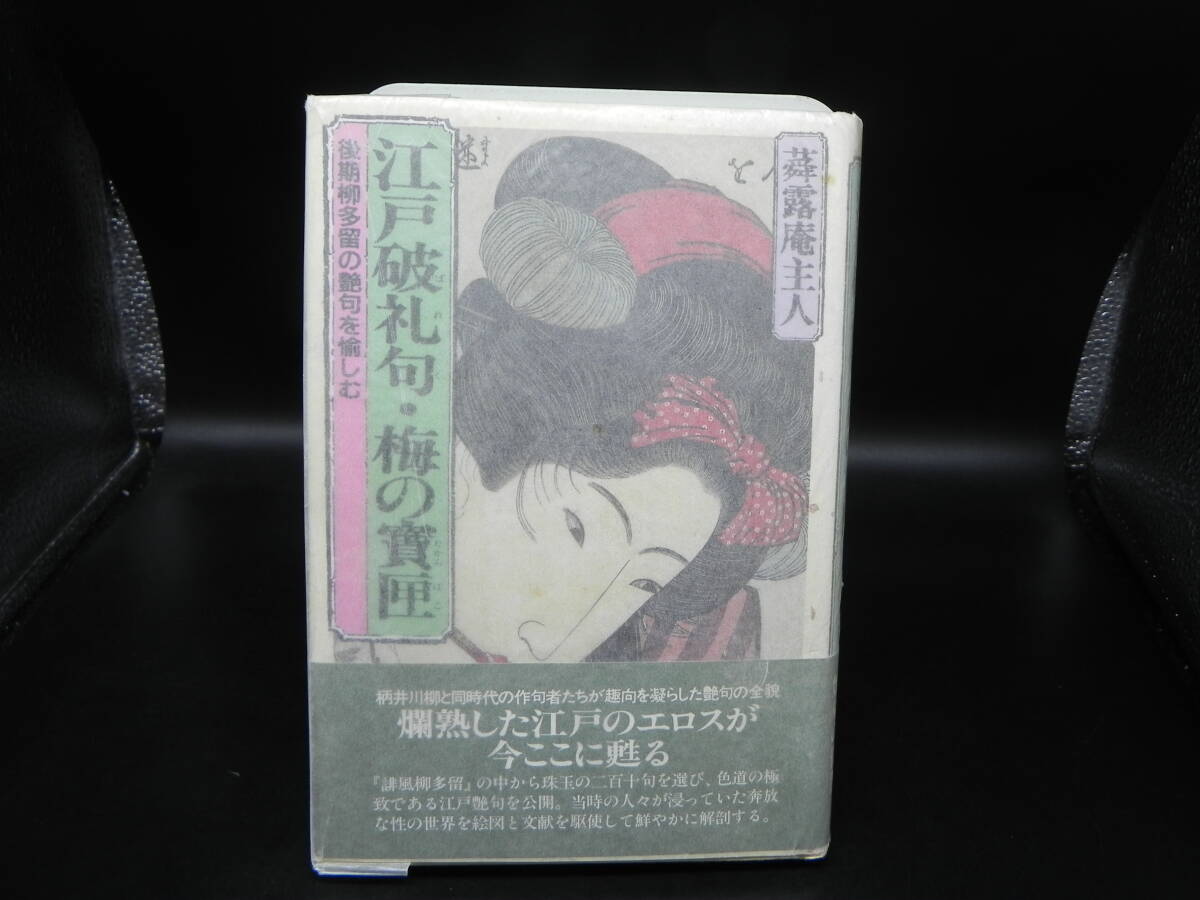 蕣露庵主人
江戸破礼句・梅の寶匣
ばれく
後期柳多留の艶句を愉しむ
柄井川柳と同時代の作句者たちが趣向を凝らした艶句の全貌
爛熟した江戸のエロスが
今ここに甦る
『誹風柳多留』の中から珠玉の二百十句を選び、色道の極
致である江戸艶句を公開。当時の人々が浸っていた奔放
な性の世界を絵図と文献を駆使して鮮やかに解剖する。